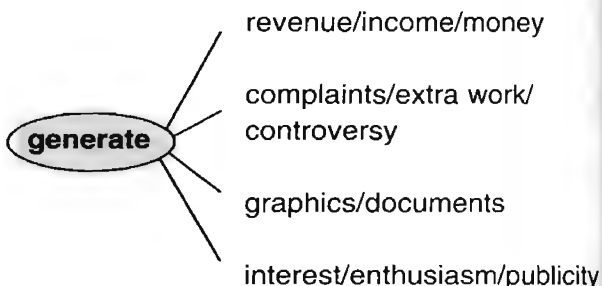 revenue/income/money
complaints/extra work/
controversy
generate
graphics/documents
interest/enthusiasm/publicity